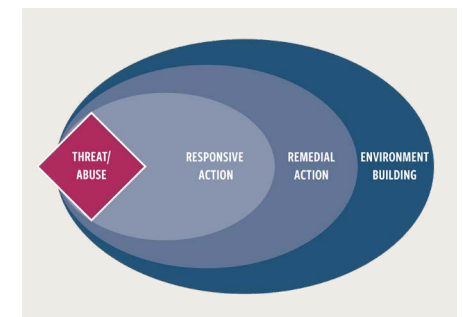 THREAT/
ABUSE
RESPONSIVE
ACTION
REMEDIAL
ACTION
ENVIRONMENT
BUILDING